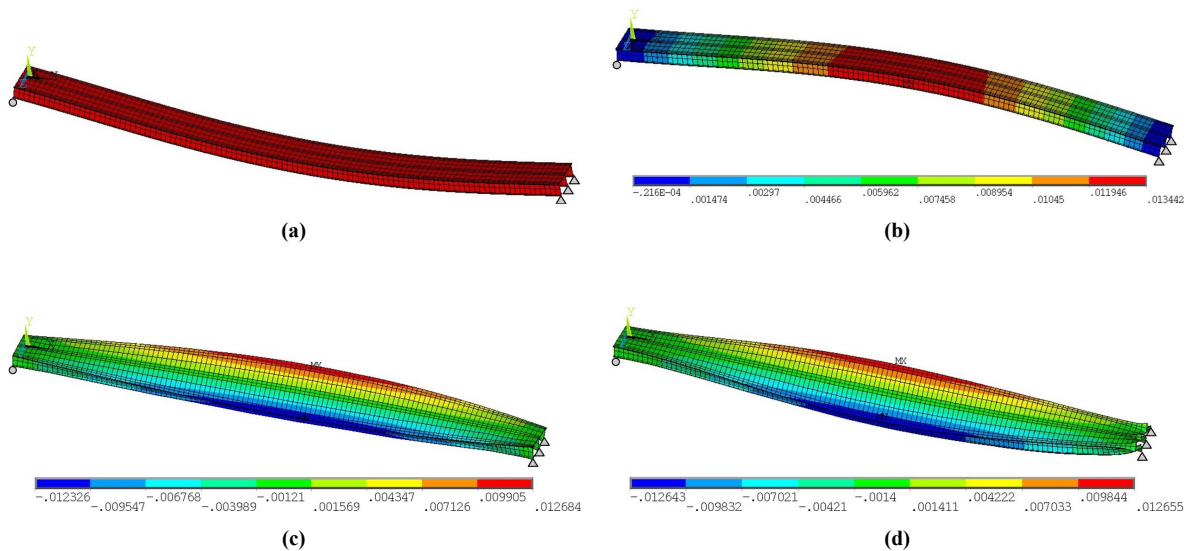 Y
Y
(a)
-.216E-04 .00297 .005962 .008954 .011946
.001474 .004466 .007458 .01045 .013442
(b)
Y
Y
MX
-.012326 -.006768 -.00121 .004347 .009905
-.009547 -.003989 .001569 .007126 .012684
(c)
MX
-.012643 -.007021 -.0014 .004222 .009844
-.009832 -.00421 .001411 .007033 .012655
(d)